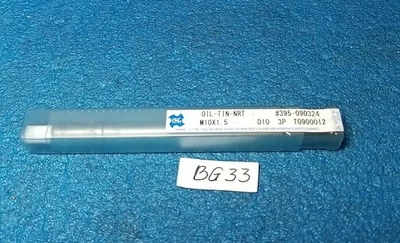 OSG OIL-TIN-NRT #395-090324
M10X1.5 D10 3P T0900012
BG33